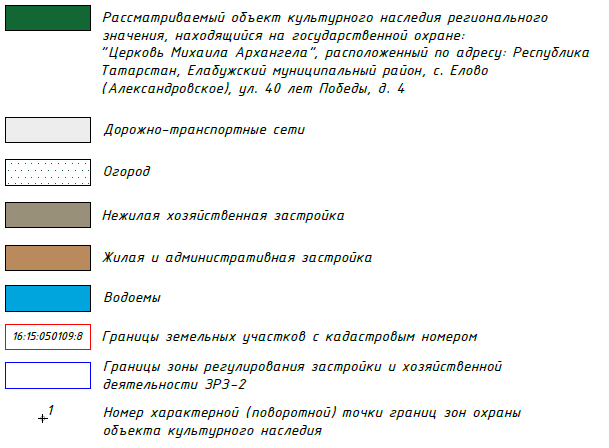 Рассматриваемый объект культурного наследия регионального
значения, находящийся на государственной охране:
"Церковь Михаила Архангела", расположенный по адресу: Республика
Татарстан, Елабужский муниципальный район, с. Елово
(Александровское), ул. 40 лет Победы, д. 4
Дорожно-транспортные сети
Огород
Нежилая хозяйственная застройка
Жилая и административная застройка
Водоемы
16:15:050109:8 Границы земельных участков с кадастровым номером
Границы зоны регулирования застройки и хозяйственной
деятельности ЗРЗ-2
1 Номер характерной (поворотной) точки границ зон охраны
объекта культурного наследия